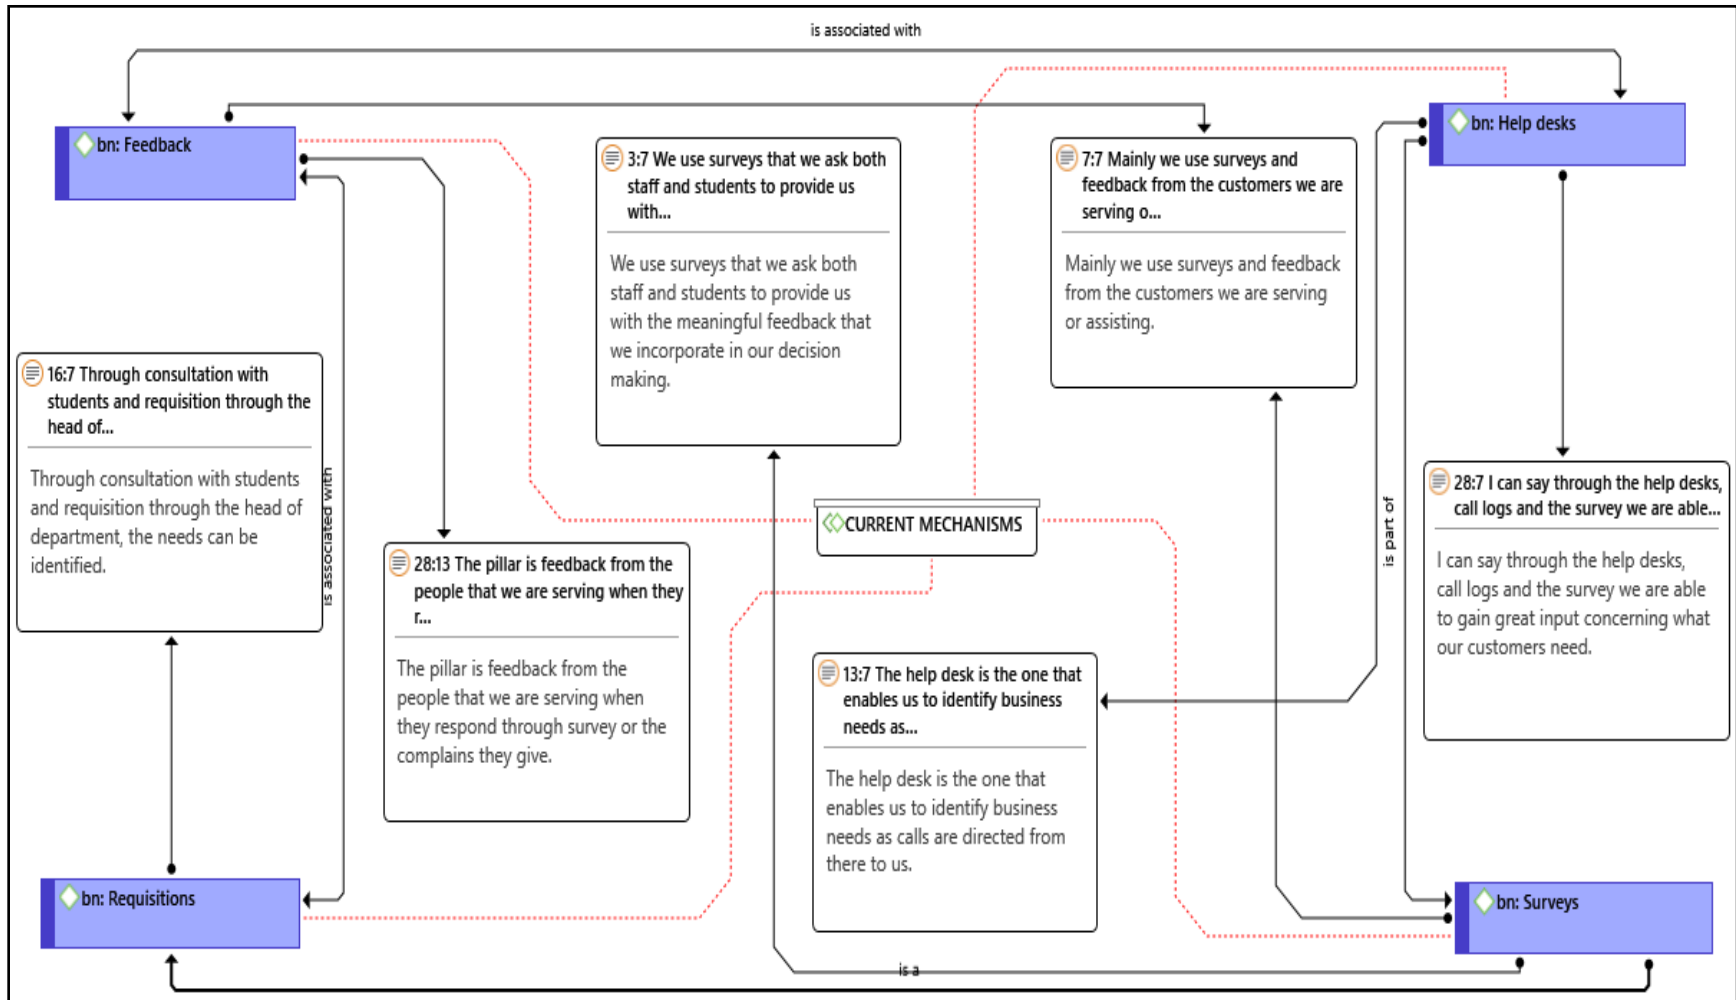 is associated with
bn: Feedback
bn: Help desks
3:7 We use surveys that we ask both
staff and students to provide us
with...
We use surveys that we ask both
staff and students to provide us
with the meaningful feedback that
we incorporate in our decision
making.
7:7 Mainly we use surveys and
feedback from the customers we are
serving o...
Mainly we use surveys and feedback
from the customers we are serving
or assisting.
16:7 Through consultation with
students and requisition through the
head of...
Through consultation with students
and requisition through the head of
department, the needs can be
identified.
is associated with
28:13 The pillar is feedback from the
people that we are serving when they
r...
The pillar is feedback from the
people that we are serving when
they respond through survey or the
complains they give.
CURRENT MECHANISMS
is part of
28:7 I can say through the help desks,
call logs and the survey we are able...
I can say through the help desks,
call logs and the survey we are able
to gain great input concerning what
our customers need.
13:7 The help desk is the one that
enables us to identify business
needs as...
The help desk is the one that
enables us to identify business
needs as calls are directed from
there to us.
bn: Requisitions
bn: Surveys
is a